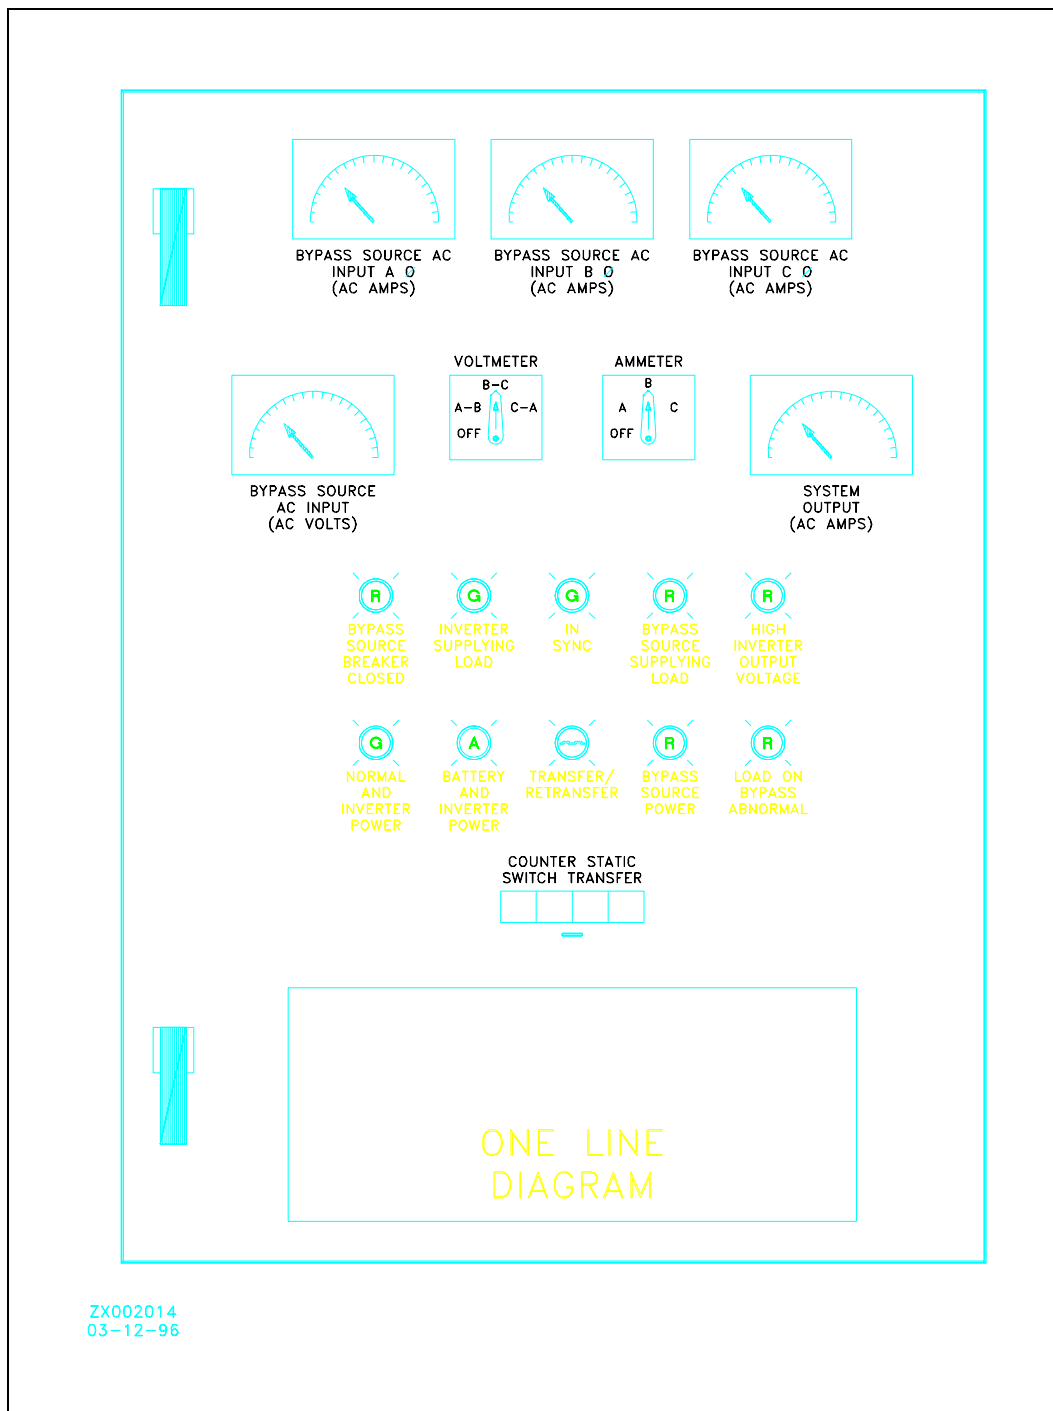 BYPASS SOURCE AC
INPUT A Ø
(AC AMPS)
BYPASS SOURCE AC
INPUT B Ø
(AC AMPS)
BYPASS SOURCE AC
INPUT C Ø
(AC AMPS)
VOLTMETER
B-C
A-B
C-A
OFF
AMMETER
B
A
C
OFF
BYPASS SOURCE
AC INPUT
(AC VOLTS)
SYSTEM
OUTPUT
(AC AMPS)
R
BYPASS
SOURCE
BREAKER
CLOSED
G
INVERTER
SUPPLYING
LOAD
G
IN
SYNC
R
BYPASS
SOURCE
SUPPLYING
LOAD
R
HIGH
INVERTER
OUTPUT
VOLTAGE
G
NORMAL
AND
INVERTER
POWER
A
BATTERY
AND
INVERTER
POWER
TRANSFER/
RETRANSFER
R
BYPASS
SOURCE
POWER
R
LOAD ON
BYPASS
ABNORMAL
COUNTER STATIC
SWITCH TRANSFER
ONE LINE
DIAGRAM
ZX002014
03-12-96